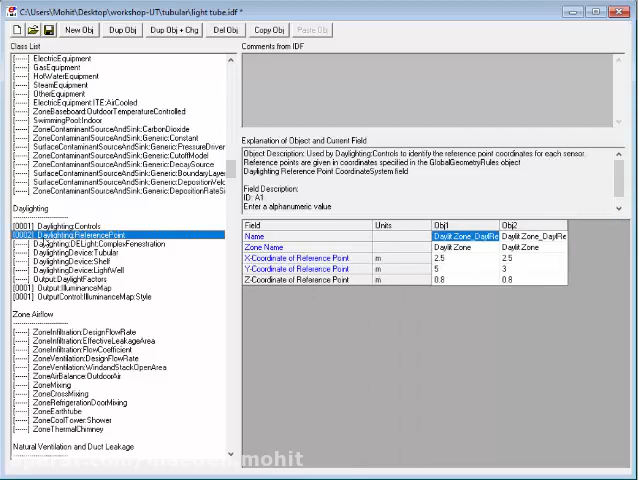 C:\Users\Mohit\Desktop\workshop-UT\tubular\light tube.idf *
New Obj Dup Obj Dup Obj + Chg Del Obj Copy Obj Paste Obj
Class List
[------] ElectricEquipment
[------] GasEquipment
[------] HotWaterEquipment
[------] SteamEquipment
[------] OtherEquipment
[------] ElectricEquipment:ITE:AirCooled
[------] ZoneBaseboard:OutdoorTemperatureControlled
[------] SwimmingPool:Indoor
[------] ZoneContaminantSourceAndSink:CarbonDioxide
[------] ZoneContaminantSourceAndSink:Generic:Constant
[------] SurfaceContaminantSourceAndSink:Generic:PressureDriver
[------] ZoneContaminantSourceAndSink:Generic:CutoffModel
[------] ZoneContaminantSourceAndSink:Generic:DecaySource
[------] SurfaceContaminantSourceAndSink:Generic:BoundaryLayer
[------] ZoneContaminantSourceAndSink:Generic:DepositionVelo
[------] ZoneContaminantSourceAndSink:Generic:DepositionRateSi
Daylighting
[0001] Daylighting:Controls
[0002] Daylighting:ReferencePoint
[------] Daylighting:DELight:ComplexFenestration
[------] DaylightingDevice:Tubular
[------] DaylightingDevice:Shelf
[------] DaylightingDevice:LightWell
[------] Output:DaylightFactors
[0001] Output:IlluminanceMap
[0001] OutputControl:IlluminanceMap:Style
Zone Airflow
[------] ZoneInfiltration:DesignFlowRate
[------] ZoneInfiltration:EffectiveLeakageArea
[------] ZoneInfiltration:FlowCoefficient
[------] ZoneVentilation:DesignFlowRate
[------] ZoneVentilation:WindandStackOpenArea
[------] ZoneAirBalance:OutdoorAir
[------] ZoneMixing
[------] ZoneCrossMixing
[------] ZoneRefrigerationDoorMixing
[------] ZoneEarthtube
[------] ZoneCoolTower:Shower
[------] ZoneThermalChimney
Natural Ventilation and Duct Leakage
Comments from IDF
Explanation of Object and Current Field
Object Description: Used by Daylighting:Controls to identify the reference point coordinates for each sensor.
Reference points are given in coordinates specified in the GlobalGeometryRules object
Daylighting Reference Point CoordinateSystem field
Field Description:
ID: A1
Enter a alphanumeric value
Field Units Obj1 Obj2
Name Daylit Zone_DaylRe Daylit Zone_DaylRe
Zone Name Daylit Zone Daylit Zone
X-Coordinate of Reference Point m 2.5 2.5
Y-Coordinate of Reference Point m 5 3
Z-Coordinate of Reference Point m 0.8 0.8